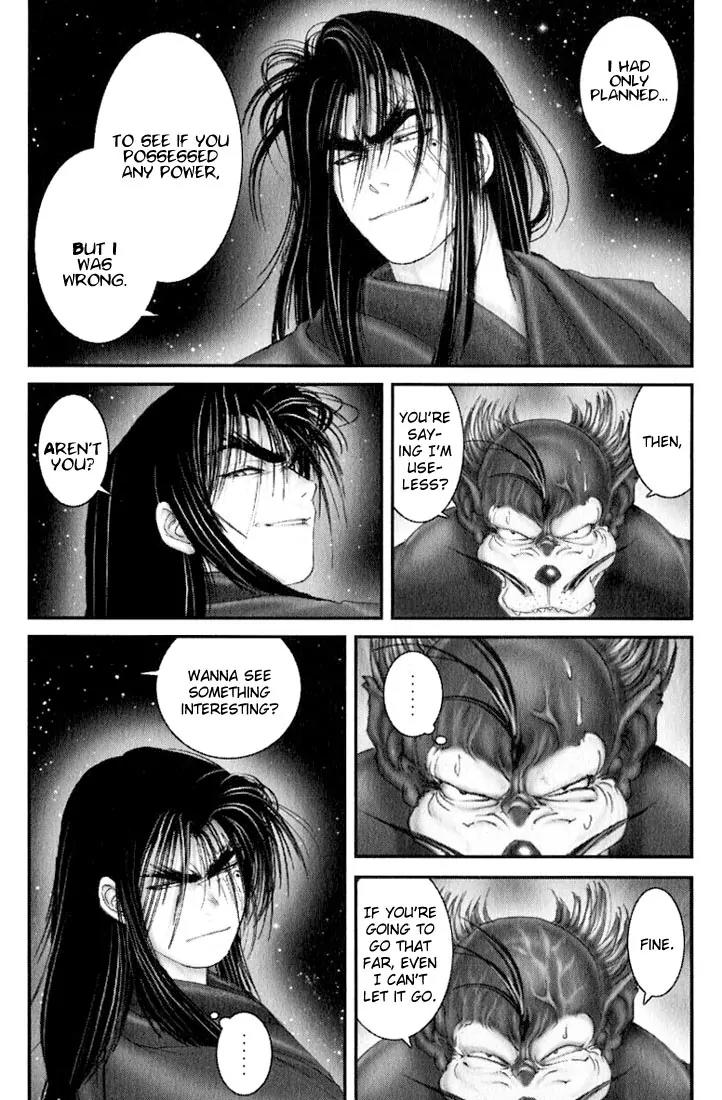 I HAD
ONLY
PLANNED...
TO SEE IF YOU
POSSESSED
ANY POWER,
BUT I
WAS
WRONG.
THEN,
YOU'RE
SAY-
ING I'M
USE-
LESS?
AREN'T
YOU?
......
FINE.
IF YOU'RE
GOING TO
GO THAT
FAR, EVEN
I CAN'T
LET IT GO.
WANNA SEE
SOMETHING
INTERESTING?
......